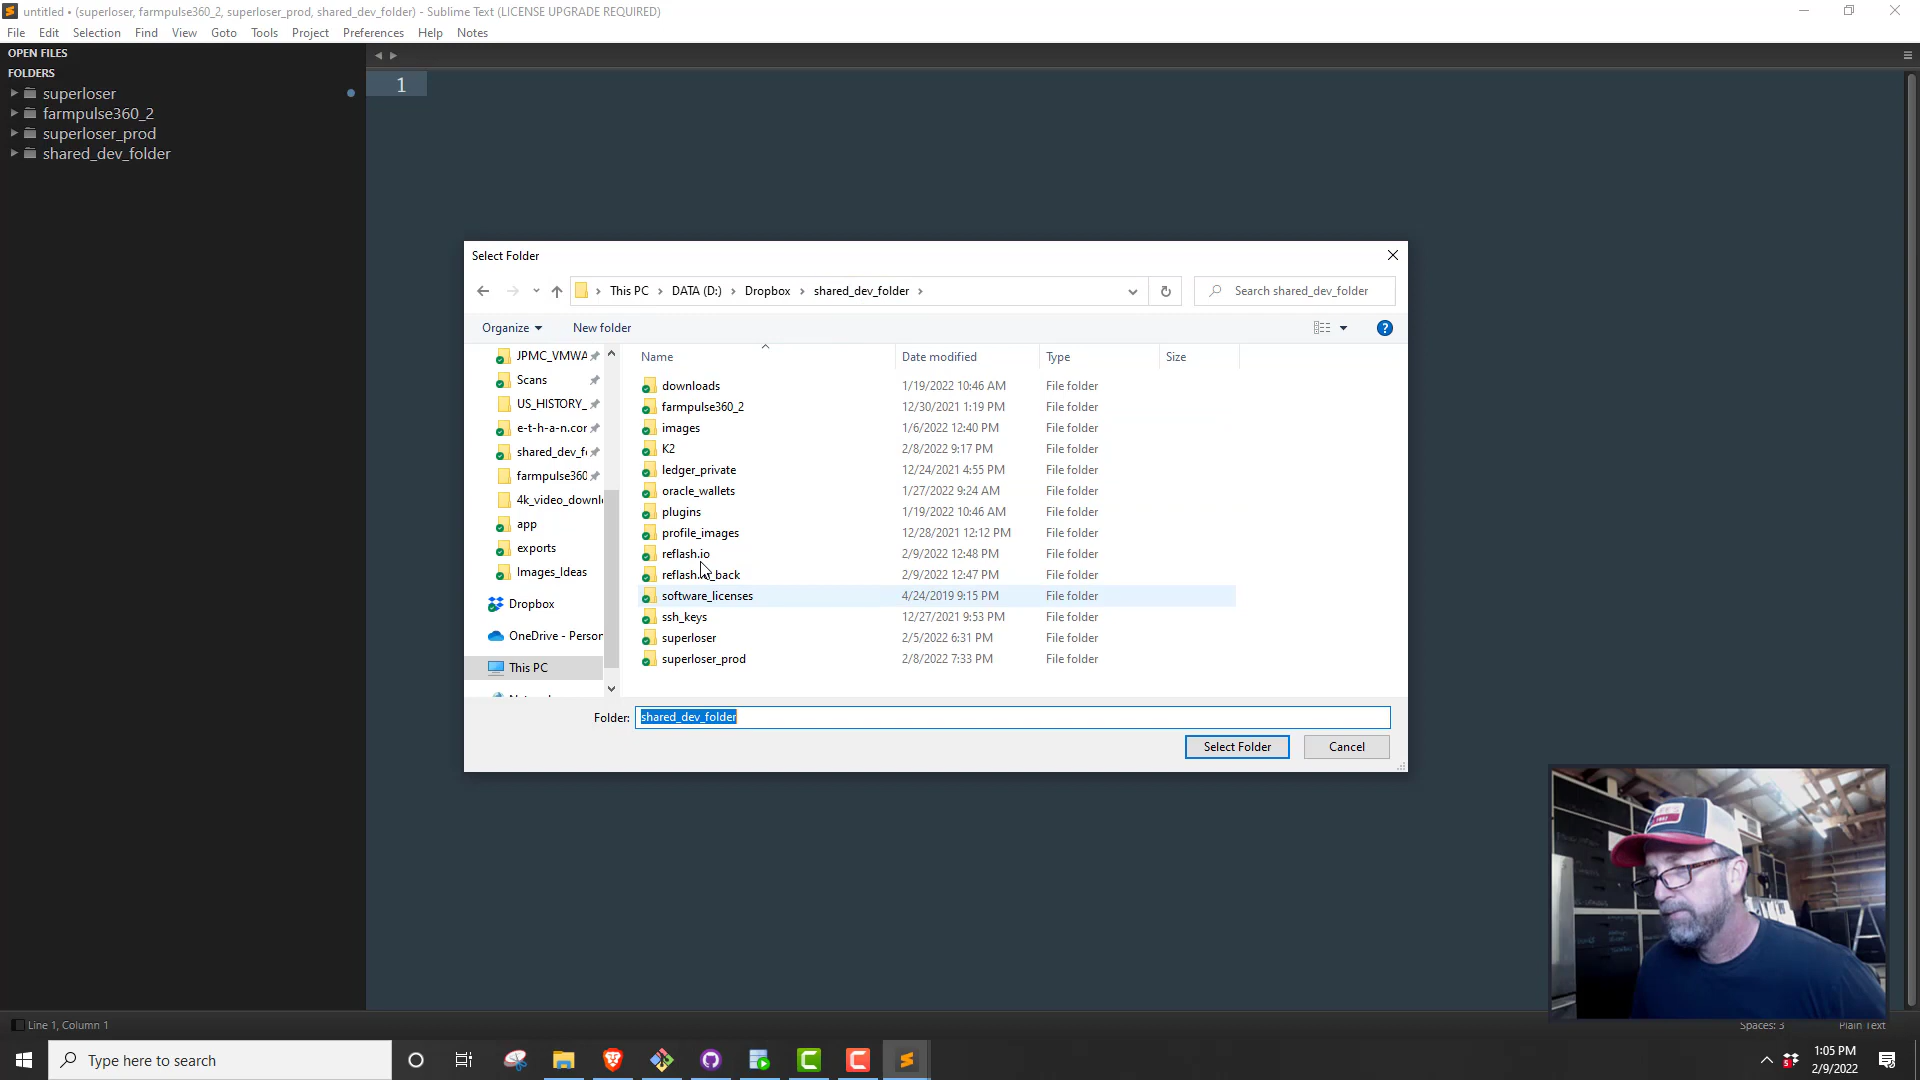 untitled • (superloser, farmpulse360_2, superloser_prod, shared_dev_folder) - Sublime Text (LICENSE UPGRADE REQUIRED)
File Edit Selection Find View Goto Tools Project Preferences Help Notes
OPEN FILES
FOLDERS
superloser
farmpulse360_2
superloser_prod
shared_dev_folder
1
Select Folder
This PC > DATA (D:) > Dropbox > shared_dev_folder >
Search shared_dev_folder
Organize New folder
?
JPMC_VMWA
Scans
US_HISTORY_
e-t-h-a-n.cor
shared_dev_f
farmpulse360
4k_video_downl
app
exports
Images_Ideas
Dropbox
OneDrive - Person
This PC
Name Date modified Type Size
downloads 1/19/2022 10:46 AM File folder
farmpulse360_2 12/30/2021 1:19 PM File folder
images 1/6/2022 12:40 PM File folder
K2 2/8/2022 9:17 PM File folder
ledger_private 12/24/2021 4:55 PM File folder
oracle_wallets 1/27/2022 9:24 AM File folder
plugins 1/19/2022 10:46 AM File folder
profile_images 12/28/2021 12:12 PM File folder
reflash.io 2/9/2022 12:48 PM File folder
reflash. _back 2/9/2022 12:47 PM File folder
software_licenses 4/24/2019 9:15 PM File folder
ssh_keys 12/27/2021 9:53 PM File folder
superloser 2/5/2022 6:31 PM File folder
superloser_prod 2/8/2022 7:33 PM File folder
Folder: shared_dev_folder
Select Folder Cancel
Line 1, Column 1
Spaces: 3 Plain Text
Type here to search
1:05 PM
2/9/2022